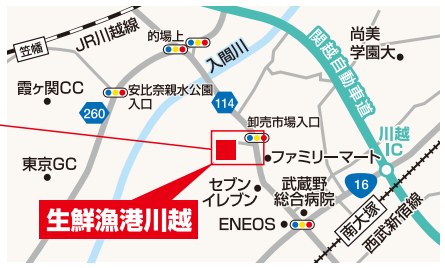 笠幡
JR川越線
的場上
入間川
関越自動車道
尚美
学園大
霞ヶ関CC
安比奈親水公園
入口
260
114
卸売市場入口
川越
IC
東京GC
ファミリーマート
セブン
イレブン
武蔵野
総合病院
16
生鮮漁港川越
ENEOS
南大塚
西武新宿線